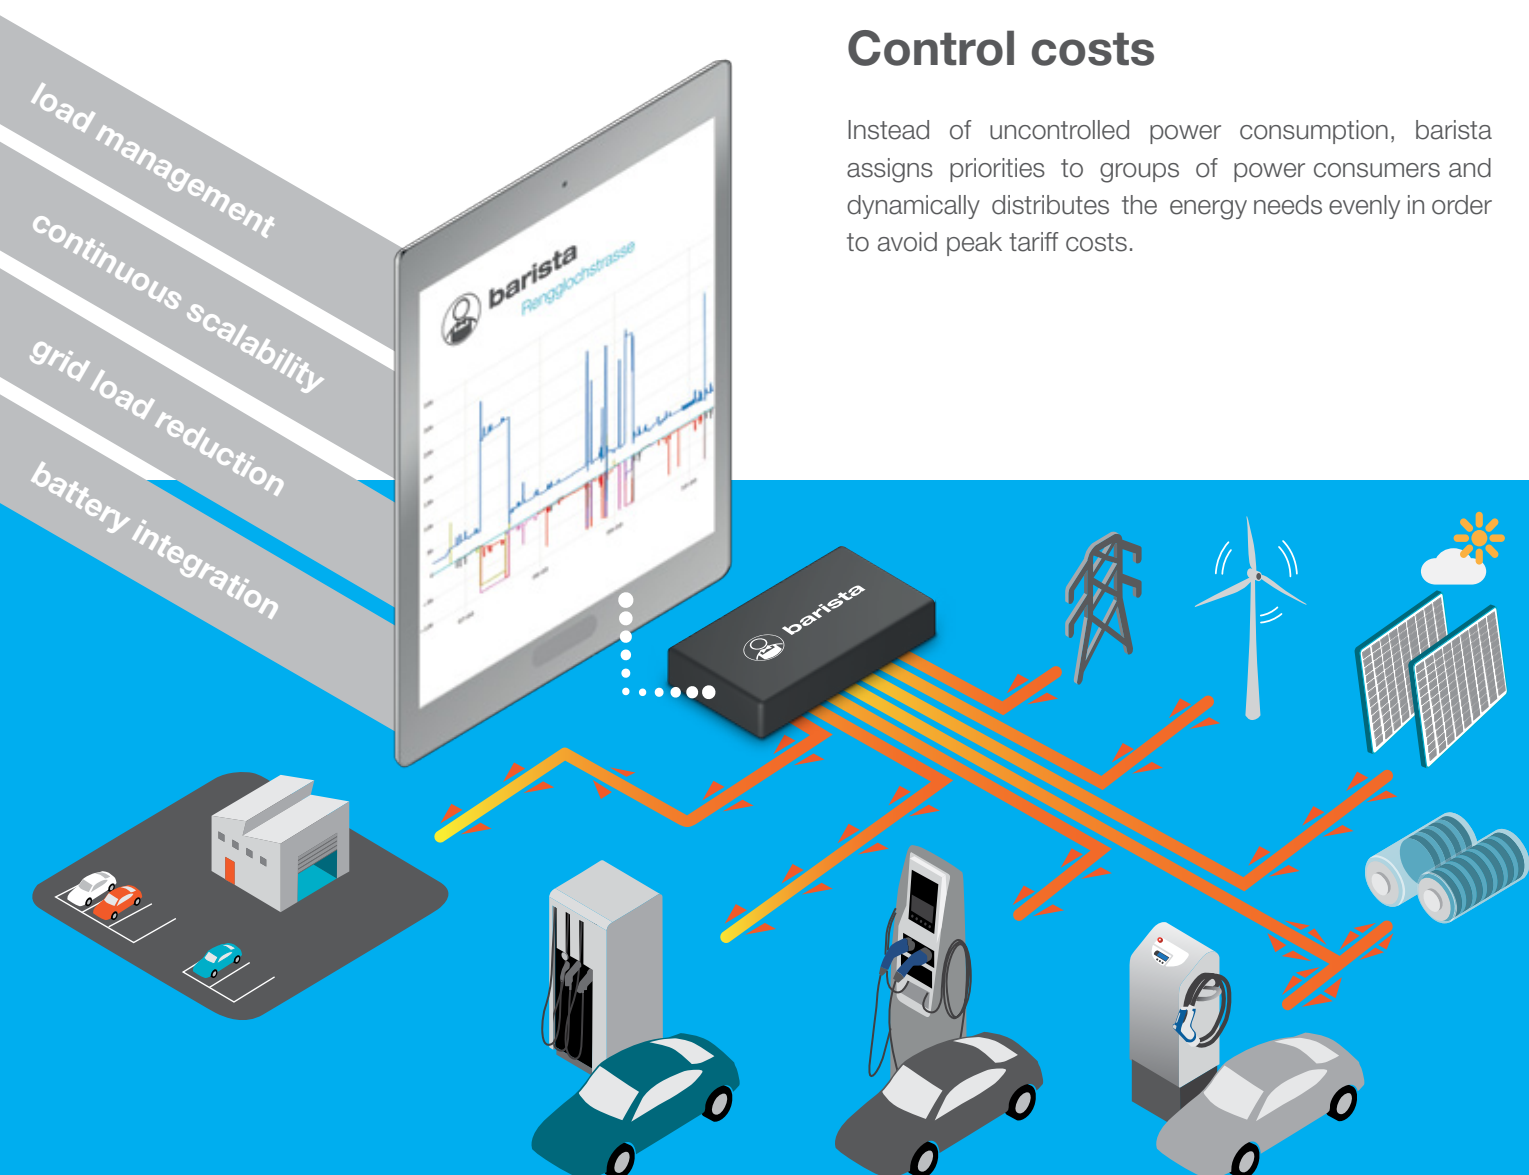 Control costs
Instead of uncontrolled power consumption, barista
assigns priorities to groups of power consumers and
dynamically distributes the energy needs evenly in order
to avoid peak tariff costs.
load management
continuous scalability
grid load reduction
battery integration
barista
Rengglochstrasse
barista